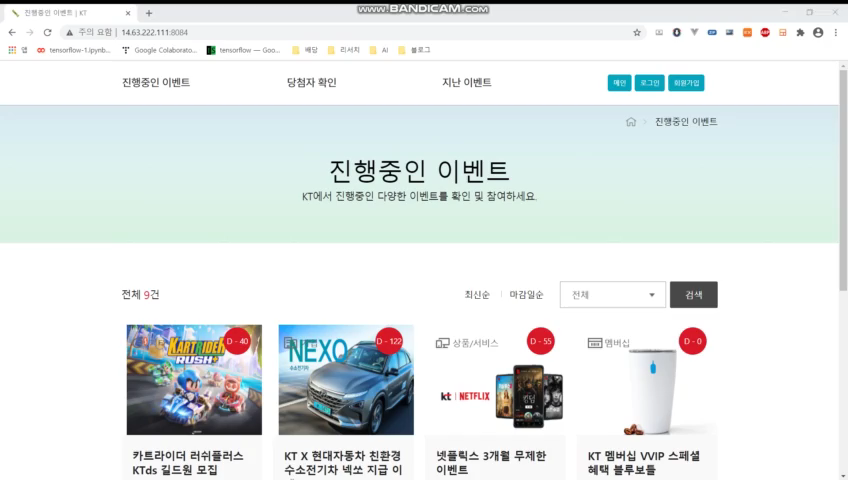 www.BANDICAM.com
진행중인 이벤트 | KT
주의 요함 | 14.63.222.111:8084
앱 tensorflow-1.ipynb... Google Colaborato... tensorflow — Goo... 배당 리서치 AI 블로그
진행중인 이벤트 당첨자 확인 지난 이벤트 메인 로그인 회원가입
진행중인 이벤트
진행중인 이벤트
KT에서 진행중인 다양한 이벤트를 확인 및 참여하세요.
전체 9건 최신순 마감일순 전체 검색
KARTRIDER RUSH+ D - 40
NEXO 수소전기차 D - 122
상품/서비스 D - 55
kt | NETFLIX 킹덤
멤버십 D - 0
카트라이더 러쉬플러스
KTds 길드원 모집
KT X 현대자동차 친환경
수소전기차 넥쏘 지급 이
넷플릭스 3개월 무제한
이벤트
KT 멤버십 VVIP 스페셜
혜택 블루보틀